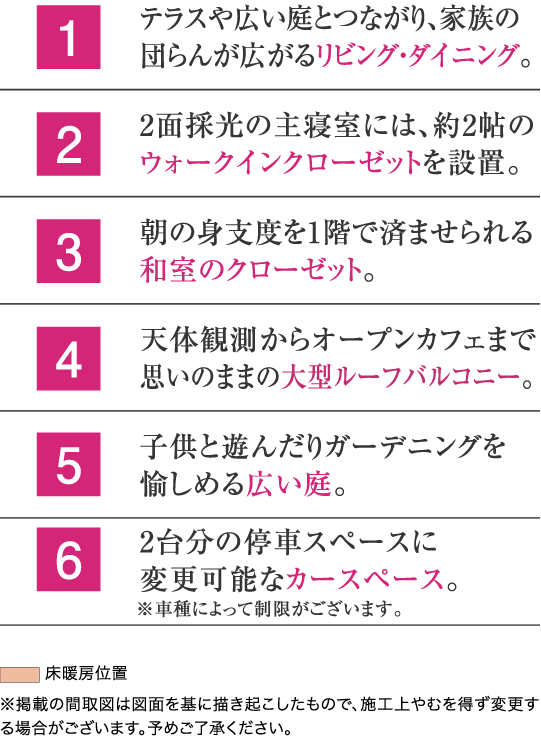 1
テラスや広い庭とつながり、家族の
団らんが広がるリビング・ダイニング。
2
2面採光の主寝室には、約2帖の
ウォークインクローゼットを設置。
3
朝の身支度を1階で済ませられる
和室のクローゼット。
4
天体観測からオープンカフェまで
思いのままの大型ルーフバルコニー。
5
子供と遊んだりガーデニングを
愉しめる広い庭。
6
2台分の停車スペースに
変更可能なカースペース。
※車種によって制限がございます。
床暖房位置
※掲載の間取図は図面を基に描き起こしたもので、施工上やむを得ず変更す
る場合がございます。予めご了承ください。